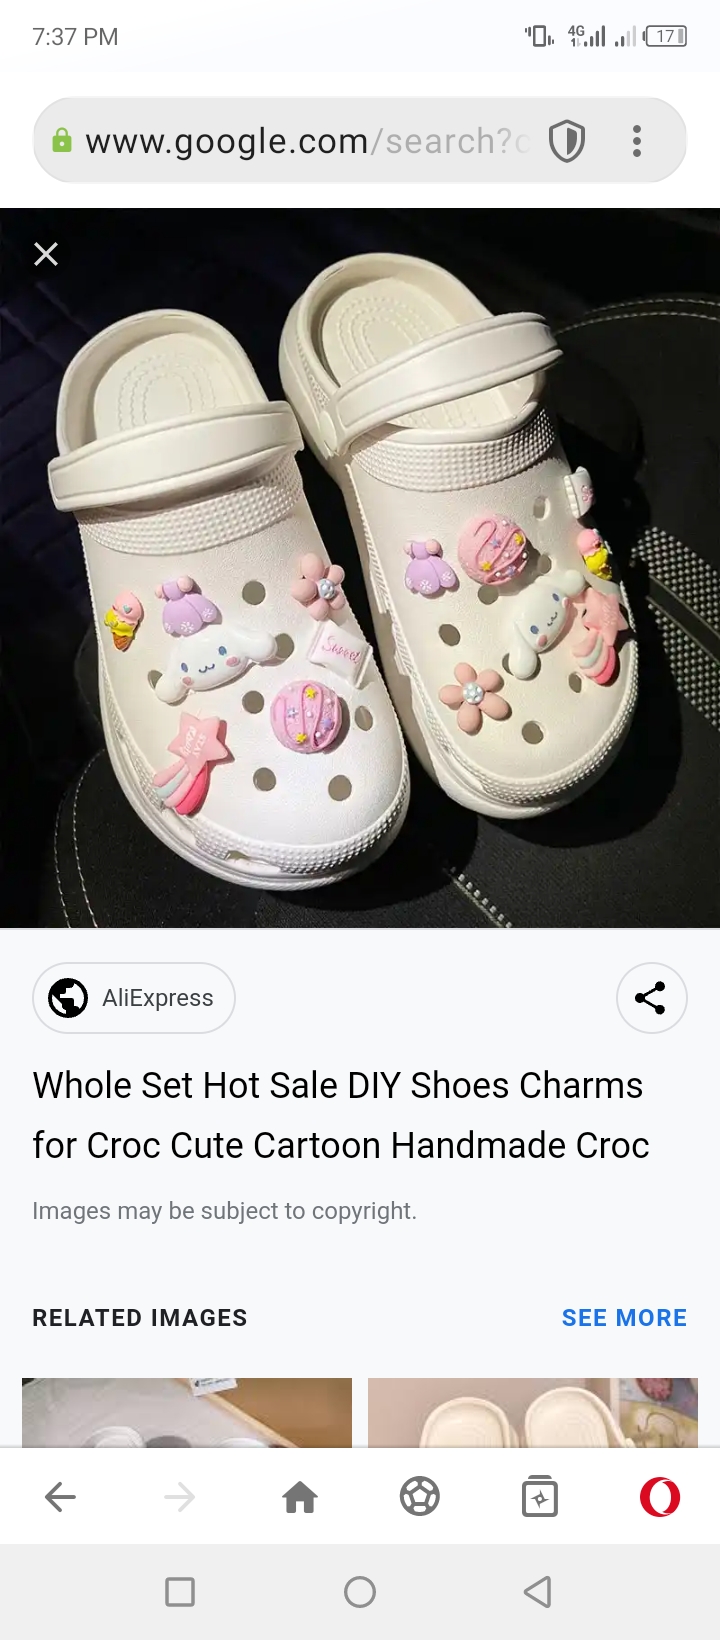 7:37 PM
4G
17
www.google.com/search?
Sweet
AliExpress
Whole Set Hot Sale DIY Shoes Charms
for Croc Cute Cartoon Handmade Croc
Images may be subject to copyright.
RELATED IMAGES
SEE MORE